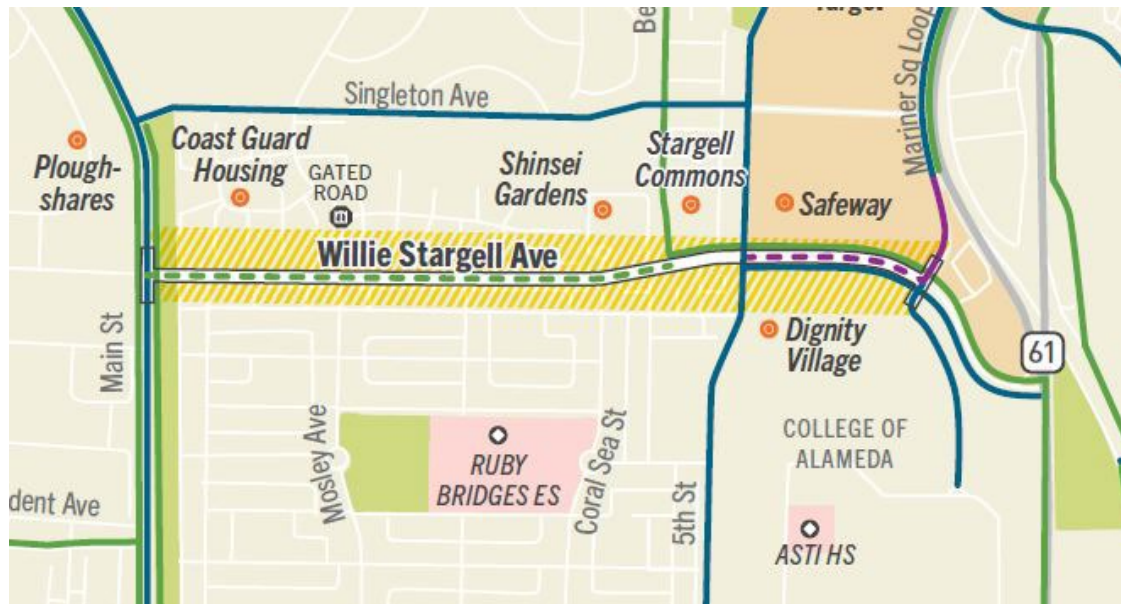 Target
Mariner Sq Loop
Be
Singleton Ave
Coast Guard
Housing
Plough-
shares
GATED
ROAD
Shinsei
Gardens
Stargell
Commons
Safeway
Willie Stargell Ave
Main St
Dignity
Village
61
Mosley Ave
RUBY
BRIDGES ES
Coral Sea St
5th St
COLLEGE OF
ALAMEDA
dent Ave
ASTI HS